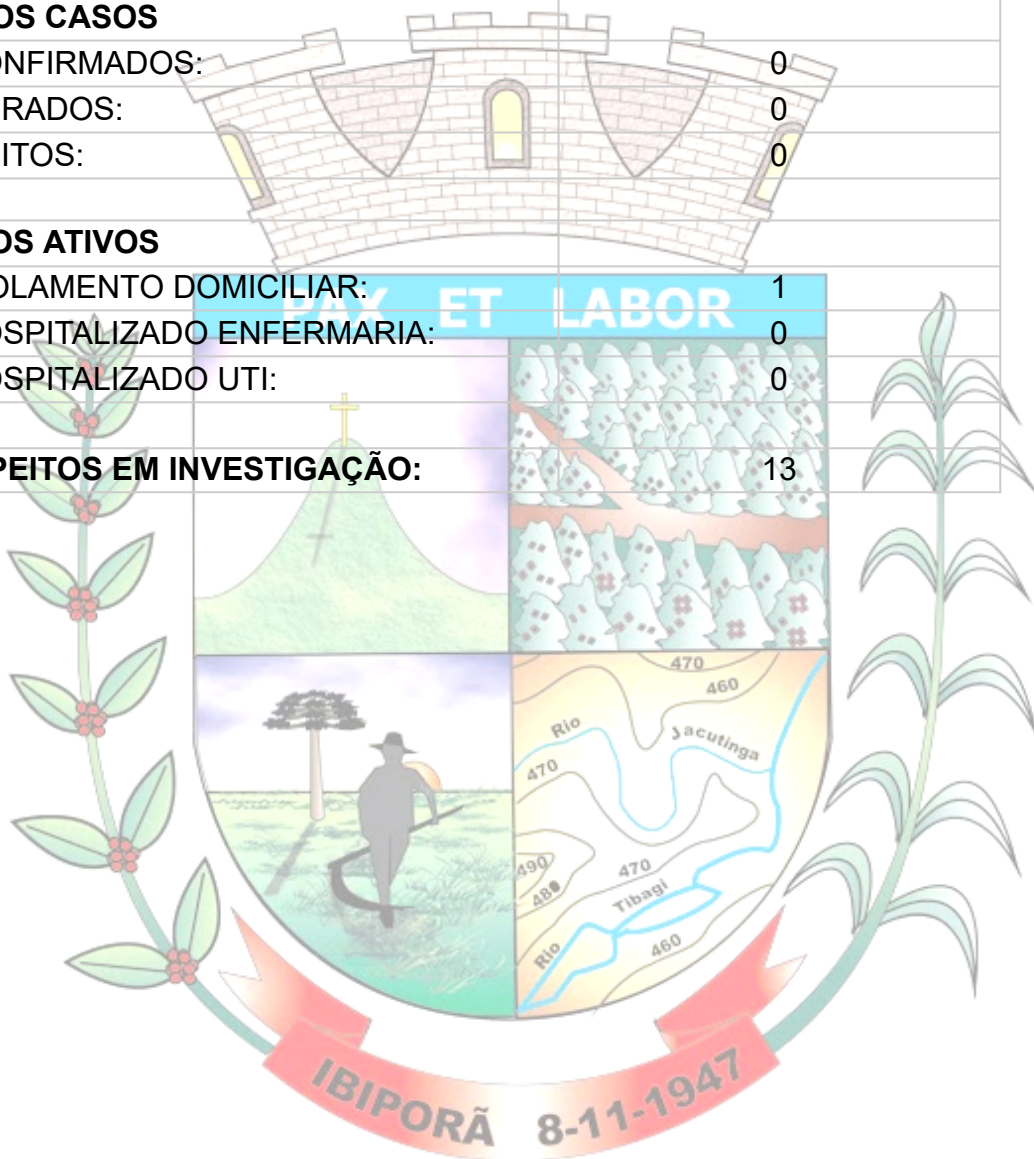 OS CASOS
ONFIRMADOS: 0
RADOS: 0
ITOS: 0
OS ATIVOS
OLAMENTO DOMICILIAR: 1
OSPITALIZADO ENFERMARIA: 0
OSPITALIZADO UTI: 0
PEITOS EM INVESTIGAÇÃO: 13
PAX ET LABOR
470
460
Rio Jacutinga
470
490
480
470
Rio Tibagi
460
IBIPORÃ 8-11-1947